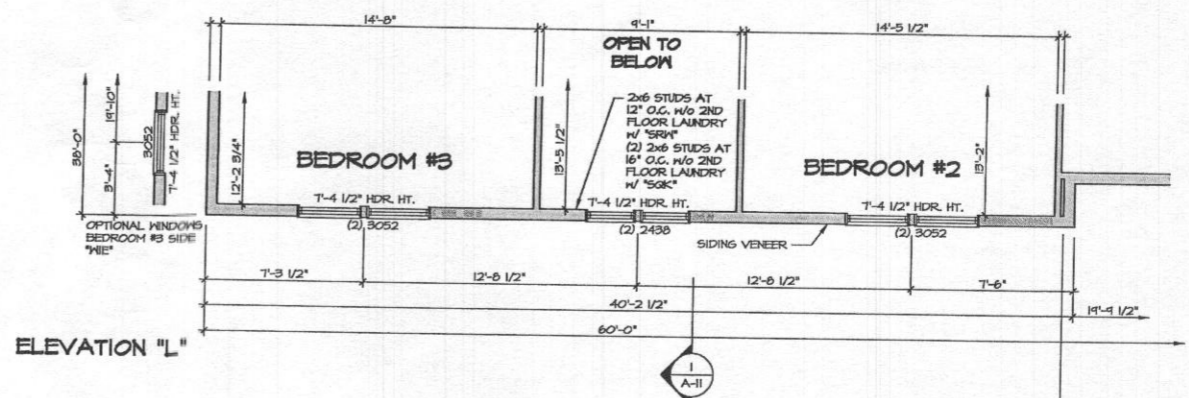 14'-8"
9'-1"
14'-5 1/2"
OPEN TO
BELOW
38'-0"
19'-10"
3'-4"
3052
7'-4 1/2" HDR. HT.
12'-2 3/4"
BEDROOM #3
13'-5 1/2"
2x6 STUDS AT
12" O.C. W/o 2ND
FLOOR LAUNDRY
W/ "SRW"
(2) 2x6 STUDS AT
16" O.C. W/o 2ND
FLOOR LAUNDRY
W/ "SGK"
BEDROOM #2
13'-2"
7'-4 1/2" HDR. HT.
7'-4 1/2" HDR. HT.
7'-4 1/2" HDR. HT.
(2) 3052
(2) 2438
(2) 3052
OPTIONAL WINDOWS
BEDROOM #3 SIDE
"WIE"
SIDING VENEER
7'-3 1/2"
12'-8 1/2"
12'-8 1/2"
7'-6"
40'-2 1/2"
19'-9 1/2"
60'-0"
ELEVATION "L"
1
A-11